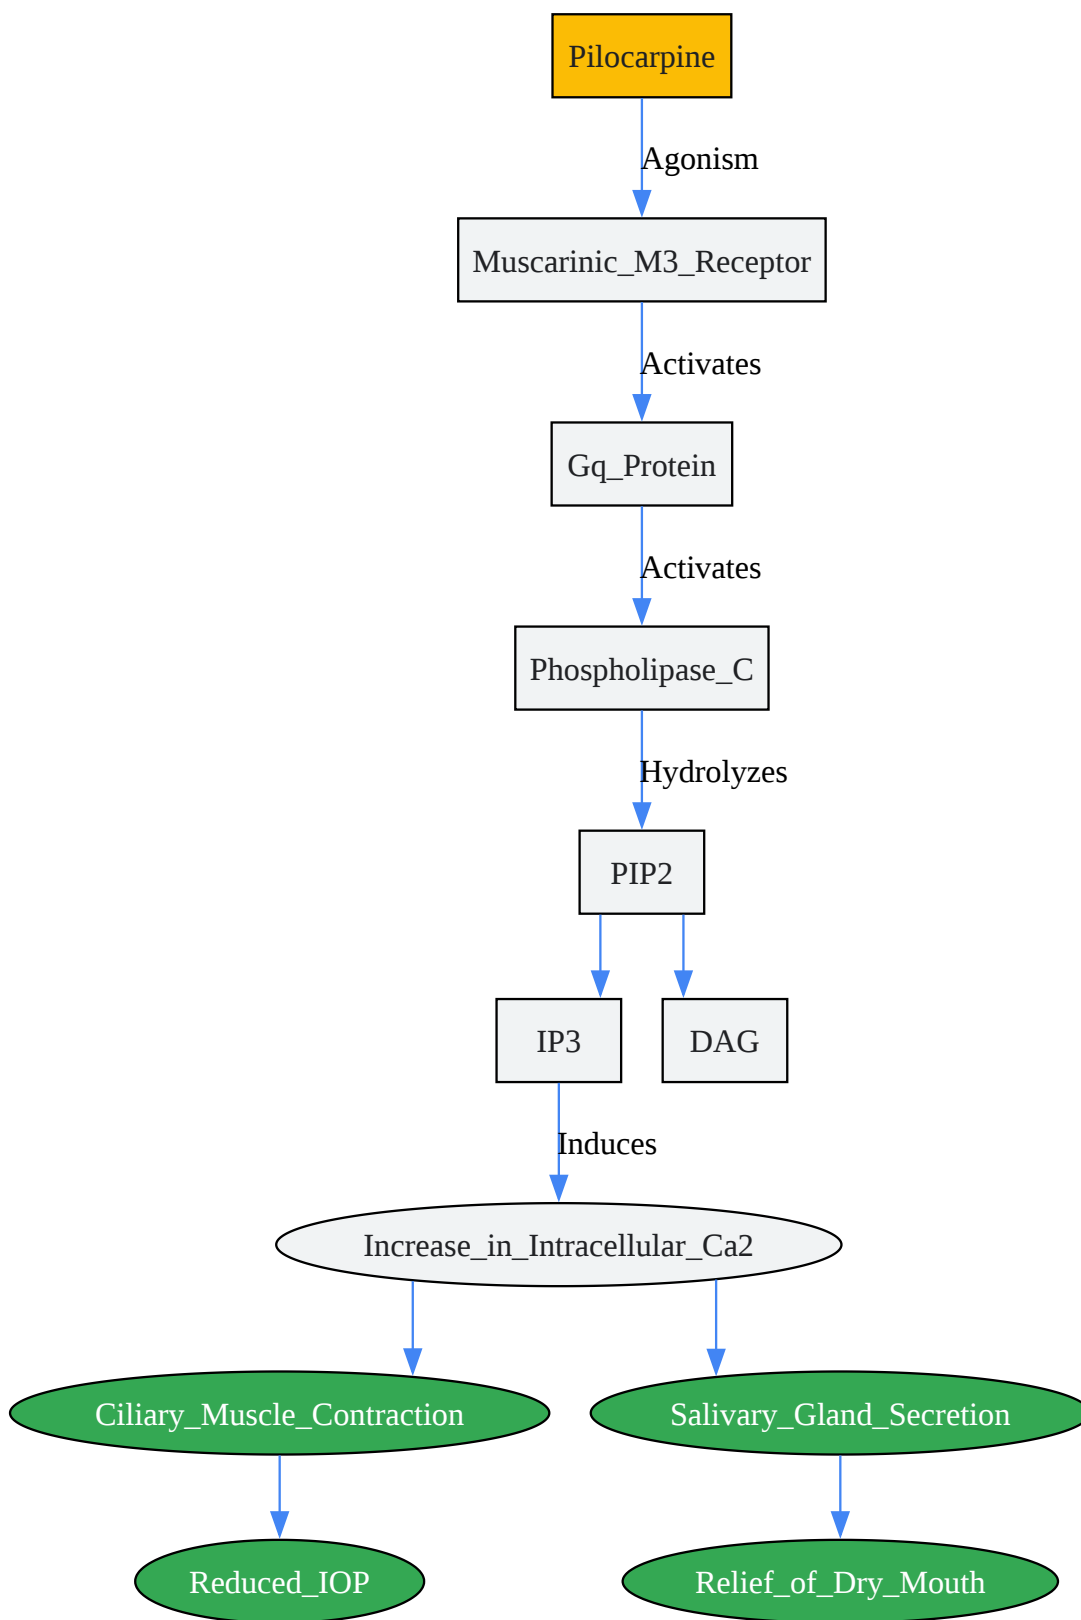 Pilocarpine
Agonism
Muscarinic_M3_Receptor
Activates
Gq_Protein
Activates
Phospholipase_C
Hydrolyzes
PIP2
IP3
DAG
Induces
Increase_in_Intracellular_Ca2
Ciliary_Muscle_Contraction
Salivary_Gland_Secretion
Reduced_IOP
Relief_of_Dry_Mouth